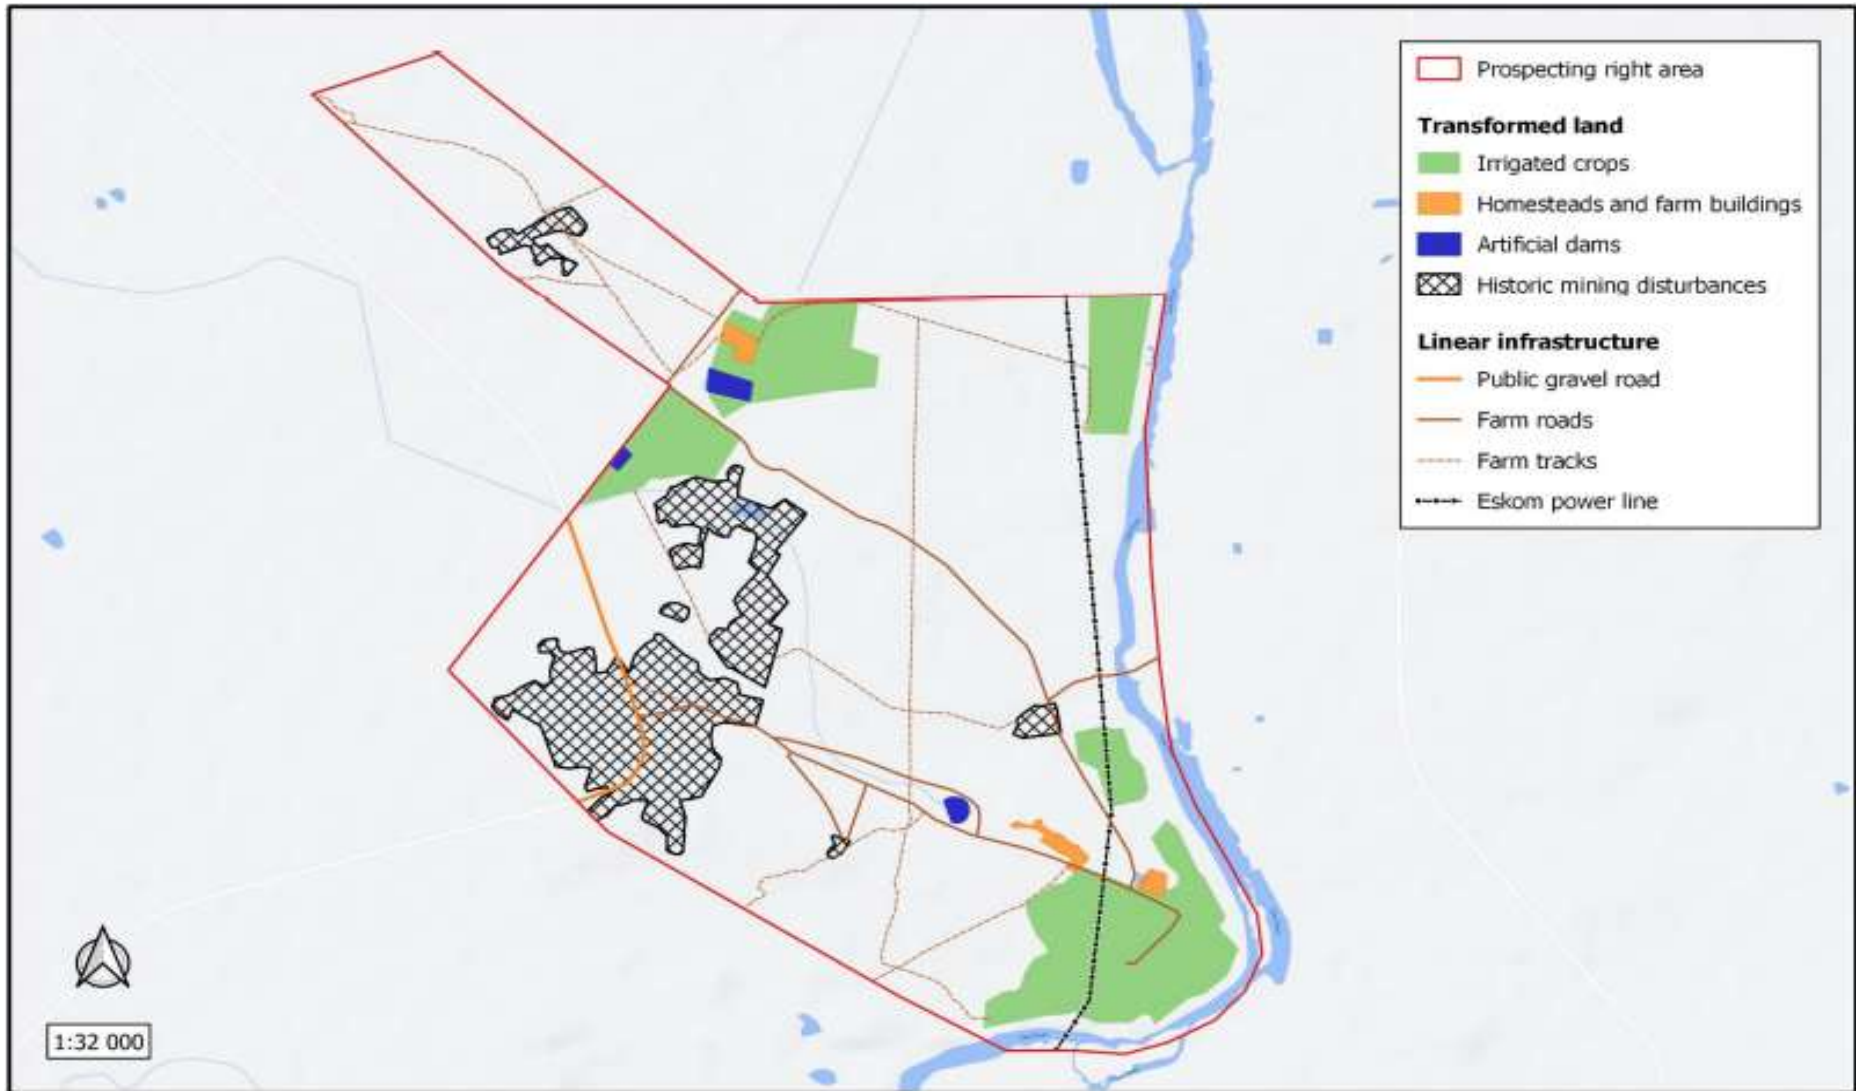 Prospecting right area
Transformed land
Irrigated crops
Homesteads and farm buildings
Artificial dams
Historic mining disturbances
Linear infrastructure
Public gravel road
Farm roads
Farm tracks
Eskom power line
1:32 000